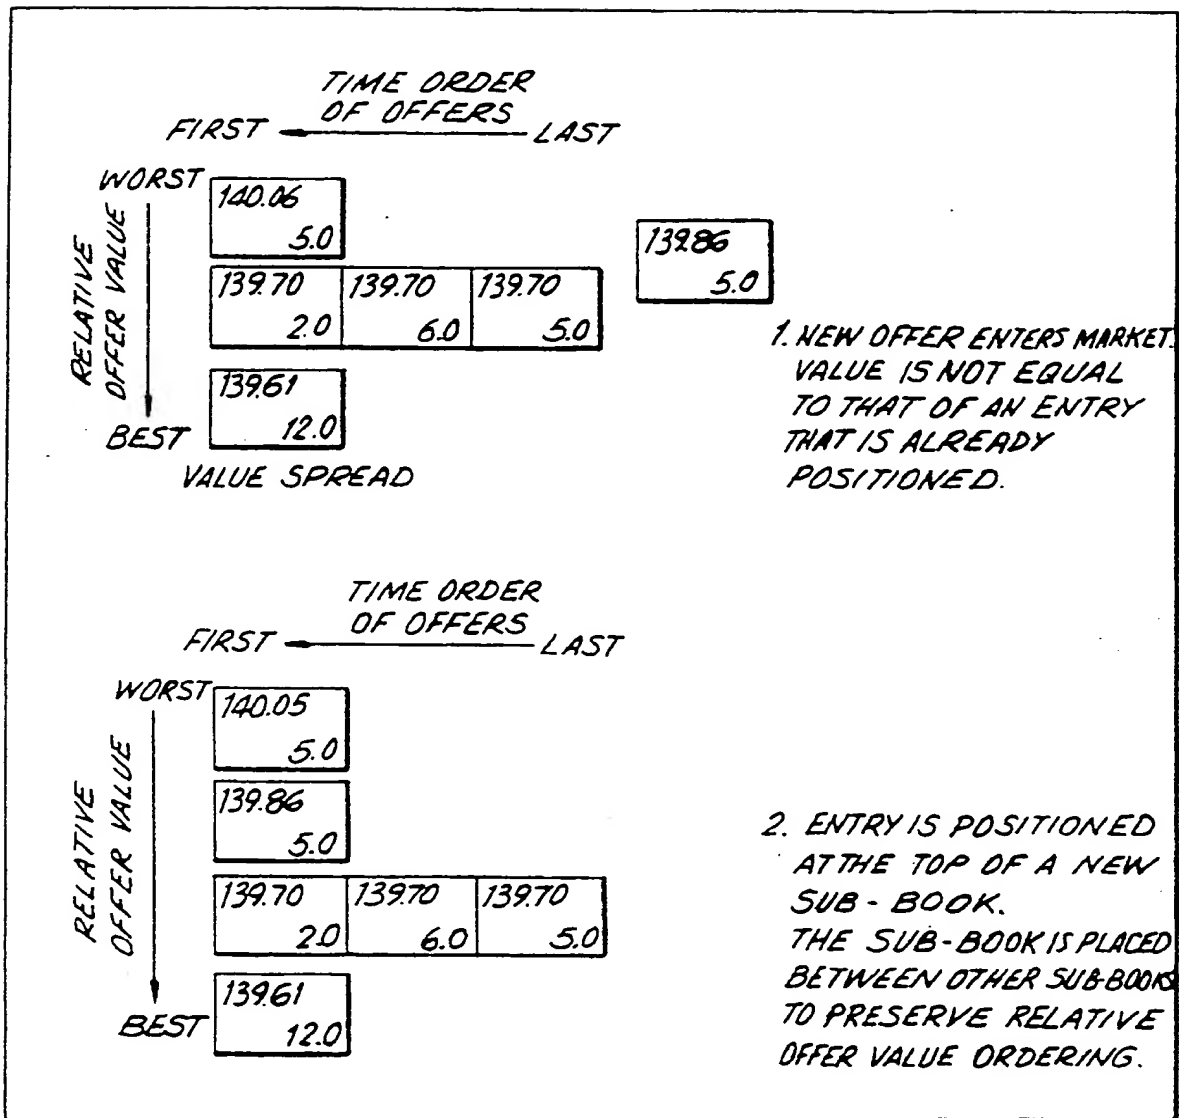 TIME ORDER
OF OFFERS
FIRST LAST
WORST
RELATIVE
OFFER VALUE
BEST
140.06
5.0
139.70 139.70 139.70
2.0 6.0 5.0
139.61
12.0
VALUE SPREAD
139.86
5.0
1. NEW OFFER ENTERS MARKET.
VALUE IS NOT EQUAL
TO THAT OF AN ENTRY
THAT IS ALREADY
POSITIONED.
TIME ORDER
OF OFFERS
FIRST LAST
WORST
RELATIVE
OFFER VALUE
BEST
140.05
5.0
139.86
5.0
139.70 139.70 139.70
2.0 6.0 5.0
139.61
12.0
2. ENTRY IS POSITIONED
AT THE TOP OF A NEW
SUB-BOOK.
THE SUB-BOOK IS PLACED
BETWEEN OTHER SUB-BOOKS
TO PRESERVE RELATIVE
OFFER VALUE ORDERING.